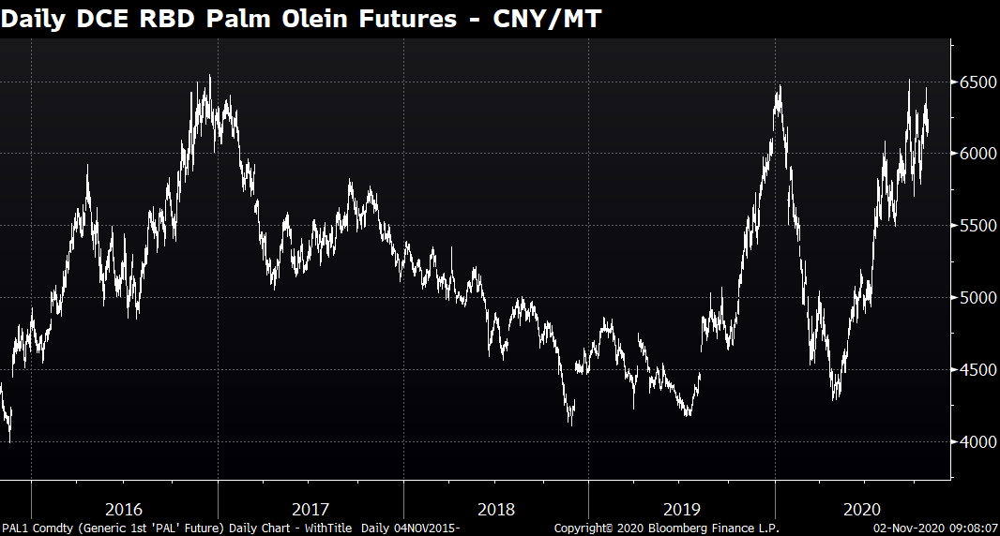 Daily DCE RBD Palm Olein Futures - CNY/MT
6500
6000
5500
5000
4500
4000
2016 2017 2018 2019 2020
PAL1 Comdty (Generic 1st 'PAL' Future) Daily Chart - WithTitle Daily 04NOV2015- Copyright© 2020 Bloomberg Finance L.P. 02-Nov-2020 09:08:07